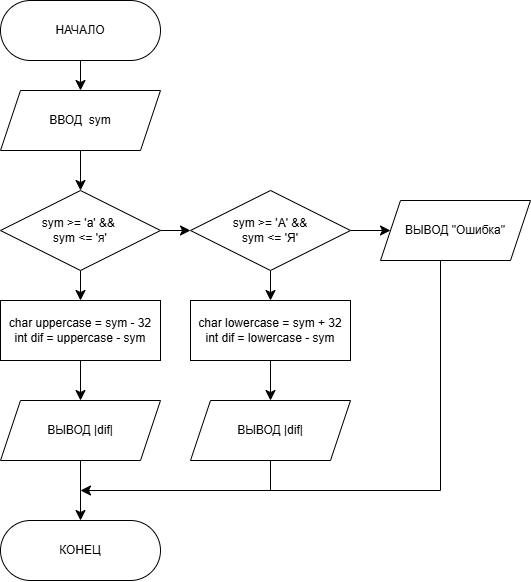 НАЧАЛО
ВВОД sym
sym >= 'а' &&
sym <= 'я'
sym >= 'А' &&
sym <= 'Я'
ВЫВОД "Ошибка"
char uppercase = sym - 32
int dif = uppercase - sym
char lowercase = sym + 32
int dif = lowercase - sym
ВЫВОД |dif|
ВЫВОД |dif|
КОНЕЦ